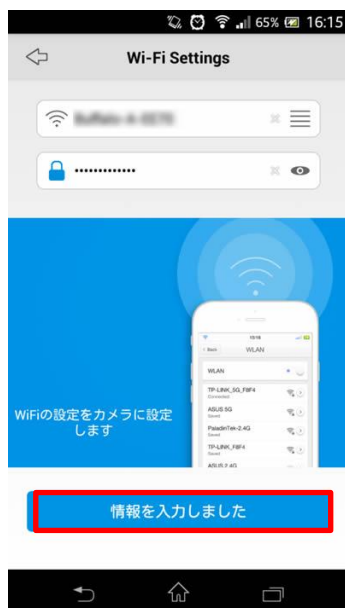 65% 16:15
Wi-Fi Settings
•••••••••••••
WiFiの設定をカメラに設定
します
10:18
Back WLAN
WLAN
TP-LINK_5G_F8F4
Connected
ASUS 5G
Saved
PaladinTek-2.4G
Saved
TP-LINK_F8F4
Saved
ASUS 2.4G
情報を入力しました